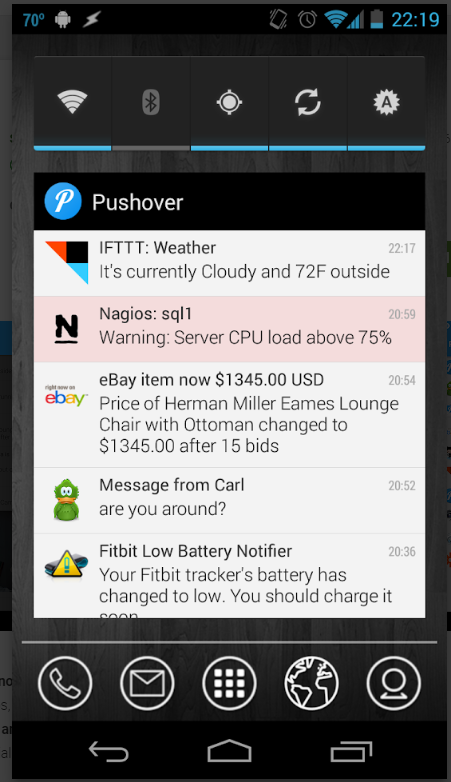 70°
22:19
A
Pushover
IFTTT: Weather 22:17
It's currently Cloudy and 72F outside
N
Nagios: sql1 20:59
Warning: Server CPU load above 75%
right now on
ebay
eBay item now $1345.00 USD 20:54
Price of Herman Miller Eames Lounge
Chair with Ottoman changed to
$1345.00 after 15 bids
Message from Carl 20:52
are you around?
Fitbit Low Battery Notifier 20:36
Your Fitbit tracker's battery has
changed to low. You should charge it
soon
no
s,
ar
al